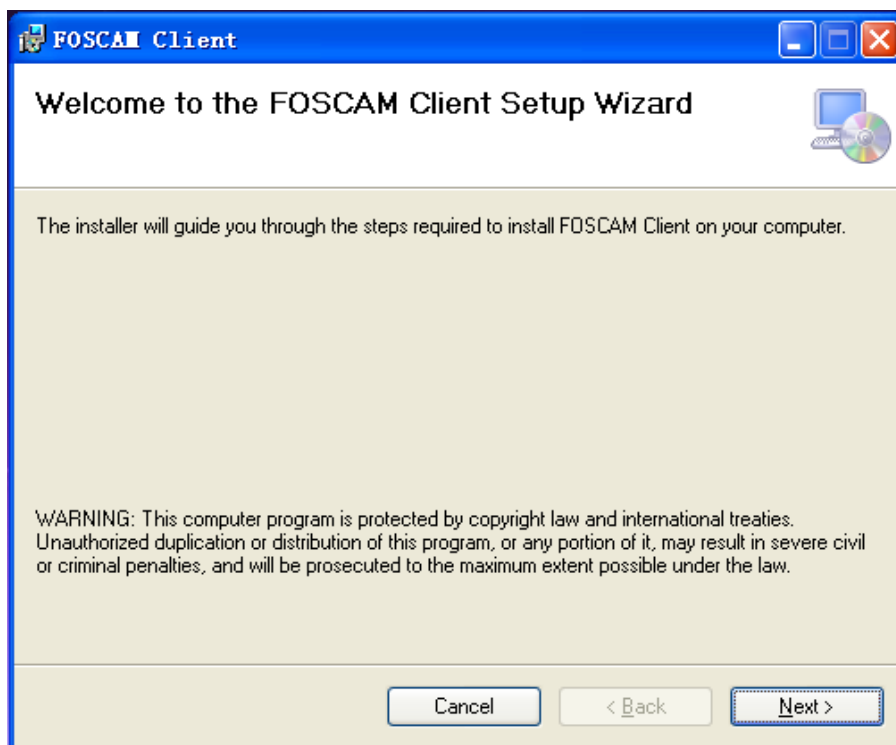 FOSCAM Client
Welcome to the FOSCAM Client Setup Wizard
The installer will guide you through the steps required to install FOSCAM Client on your computer.
WARNING: This computer program is protected by copyright law and international treaties.
Unauthorized duplication or distribution of this program, or any portion of it, may result in severe civil
or criminal penalties, and will be prosecuted to the maximum extent possible under the law.
Cancel
< Back
Next >